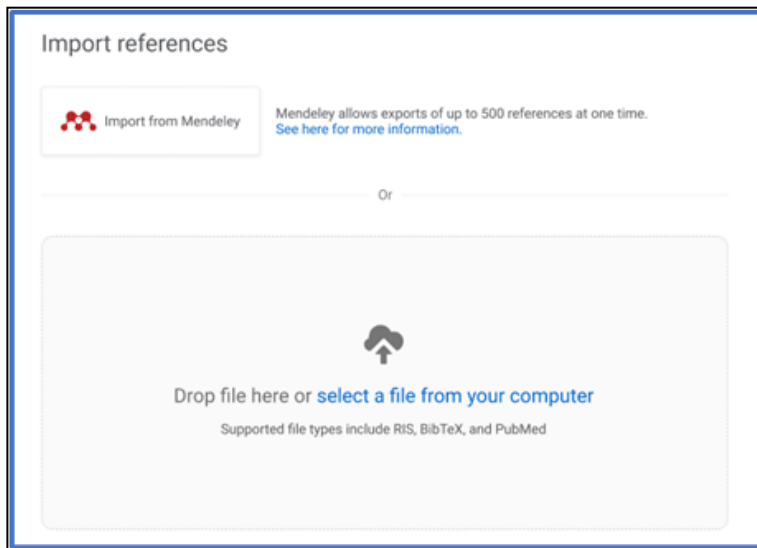 Import references
Import from Mendeley
Mendeley allows exports of up to 500 references at one time.
See here for more information.
Or
Drop file here or select a file from your computer
Supported file types include RIS, BibTeX, and PubMed